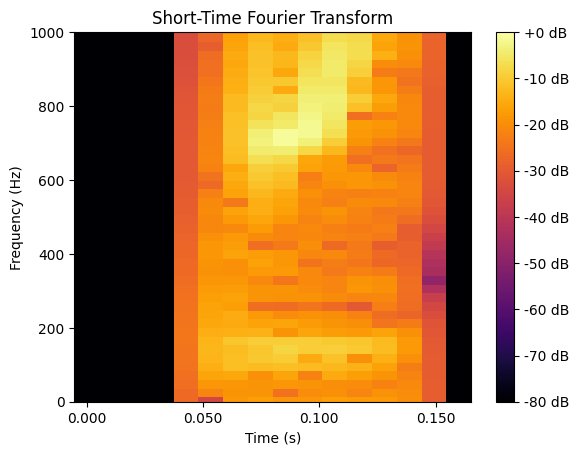 Short-Time Fourier Transform
1000
800
600
400
200
0
Frequency (Hz)
0.000
0.050
0.100
0.150
Time (s)
+0 dB
-10 dB
-20 dB
-30 dB
-40 dB
-50 dB
-60 dB
-70 dB
-80 dB